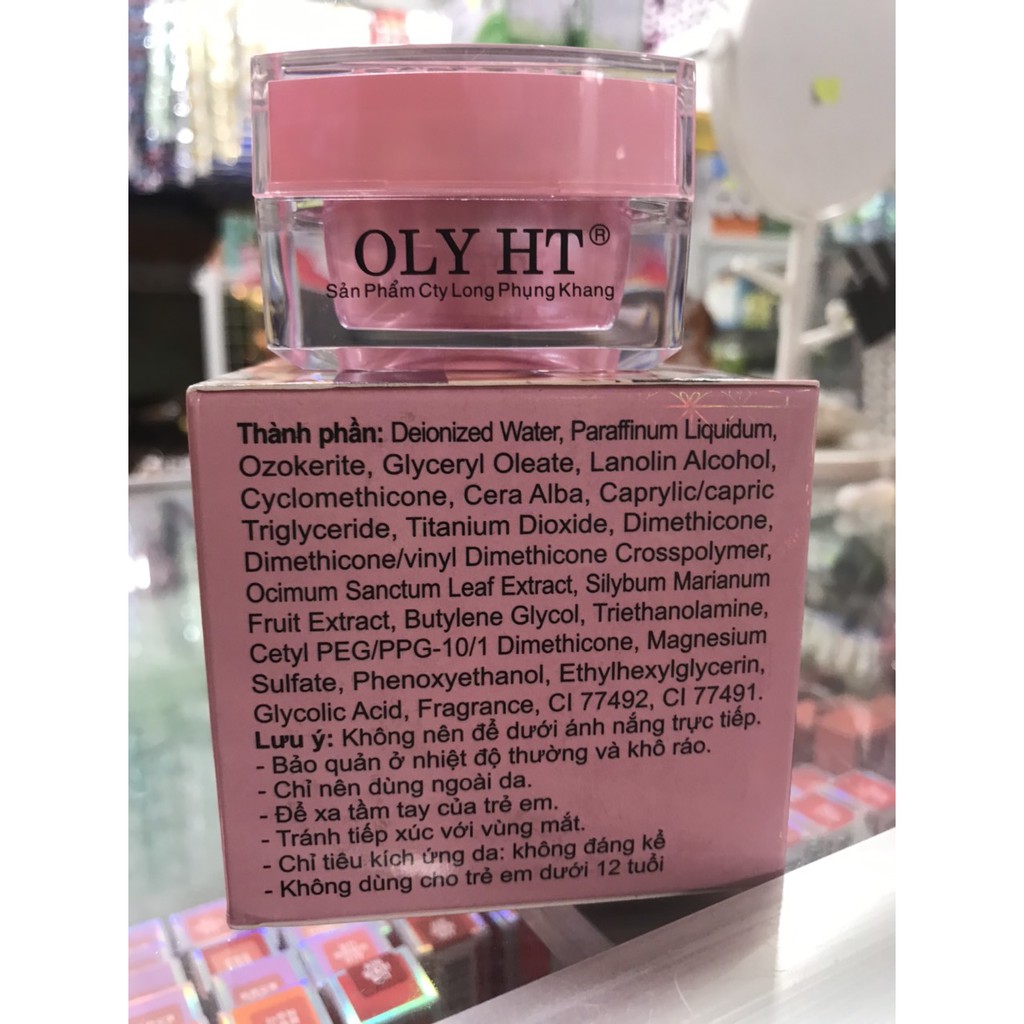 OLY HT®
Sản Phẩm Cty Long Phụng Khang
Thành phần: Deionized Water, Paraffinum Liquidum,
Ozokerite, Glyceryl Oleate, Lanolin Alcohol,
Cyclomethicone, Cera Alba, Caprylic/capric
Triglyceride, Titanium Dioxide, Dimethicone,
Dimethicone/vinyl Dimethicone Crosspolymer,
Ocimum Sanctum Leaf Extract, Silybum Marianum
Fruit Extract, Butylene Glycol, Triethanolamine,
Cetyl PEG/PPG-10/1 Dimethicone, Magnesium
Sulfate, Phenoxyethanol, Ethylhexylglycerin,
Glycolic Acid, Fragrance, CI 77492, CI 77491.
Lưu ý: Không nên để dưới ánh nắng trực tiếp.
- Bảo quản ở nhiệt độ thường và khô ráo.
- Chỉ nên dùng ngoài da.
- Để xa tầm tay của trẻ em.
- Tránh tiếp xúc với vùng mắt.
- Chỉ tiêu kích ứng da: không đáng kể
- Không dùng cho trẻ em dưới 12 tuổi